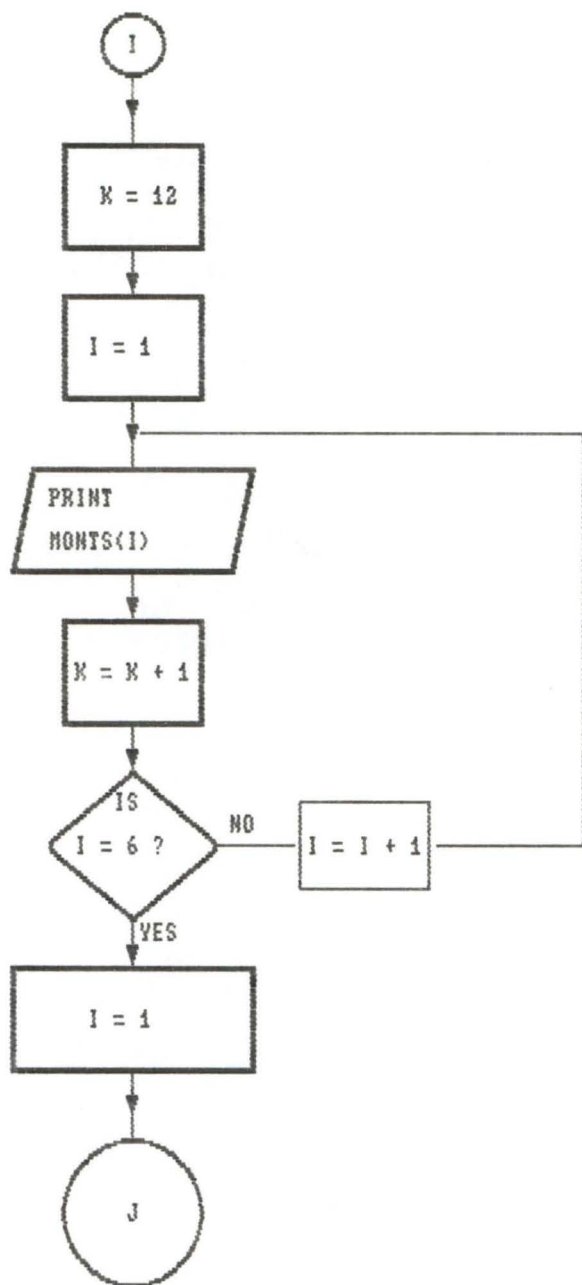 I
K = 12
I = 1
PRINT
MONTS(I)
K = K + 1
IS
I = 6 ?
NO
I = I + 1
YES
I = 1
J